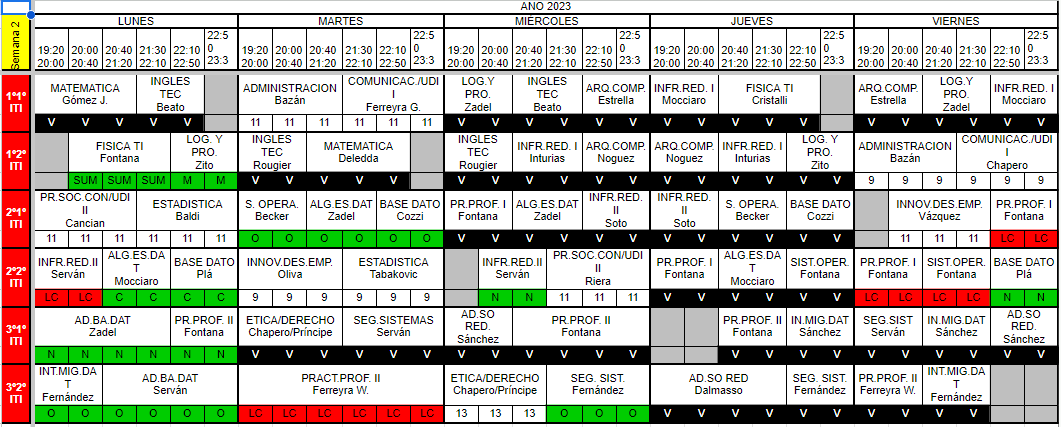 ANO 2023
Semana 2
LUNES
MARTES
MIÉRCOLES
JUEVES
VIERNES
19:20 20:00 20:40 21:30 22:10 22:5
0
20:00 20:40 21:20 22:10 22:50 23:3
19:20 20:00 20:40 21:30 22:10 22:5
0
20:00 20:40 21:20 22:10 22:50 23:3
19:20 20:00 20:40 21:30 22:10 22:5
0
20:00 20:40 21:20 22:10 22:50 23:3
19:20 20:00 20:40 21:30 22:10 22:5
0
20:00 20:40 21:20 22:10 22:50 23:3
19:20 20:00 20:40 21:30 22:10 22:5
0
20:00 20:40 21:20 22:10 22:50 23:3
1°1°
ITI
MATEMATICA
Gómez J.
INGLES
TEC
Beato
ADMINISTRACION
Bazán
COMUNICAC./UDI
I
Ferreyra G.
LOG.Y
PRO.
Zadel
INGLES
TEC
Beato
ARQ.COMP.
Estrella
INFR.RED. I
Mocciaro
FISICA TI
Cristalli
ARQ.COMP.
Estrella
LOG.Y
PRO.
Zadel
INFR.RED. I
Mocciaro
V V V V V 11 11 11 11 11 11 V V V V V V V V V V V V V V V V V
1°2°
ITI
FISICA TI
Fontana
LOG. Y
PRO.
Zito
INGLES
TEC
Rougier
MATEMATICA
Deledda
INGLES
TEC
Rougier
INFR.RED. I
Inturias
ARQ.COMP.
Noguez
ARQ.COMP.
Noguez
INFR.RED. I
Inturias
LOG. Y
PRO.
Zito
ADMINISTRACION
Bazán
COMUNICAC./UDI
I
Chapero
SUM SUM SUM M M V V V V V V V V V V V V V V V V V 9 9 9 9 9 9
2°1°
ITI
PR.SOC.CON/UDI
II
Cancian
ESTADISTICA
Baldi
S. OPERA.
Becker
ALG.ES.DAT
Zadel
BASE DATO
Cozzi
PR.PROF. I
Fontana
ALG.ES.DAT
Zadel
INFR.RED.
II
Soto
INFR.RED.
II
Soto
S. OPERA.
Becker
BASE DATO
Cozzi
INNOV.DES.EMP.
Vázquez
PR.PROF. I
Fontana
11 11 11 11 11 11 O O O O O O V V V V V V V V V V V V 11 11 11 LC LC
2°2°
ITI
INFR.RED.II
Serván
ALG.ES.DA
T
Mocciaro
BASE DATO
Plá
INNOV.DES.EMP.
Oliva
ESTADISTICA
Tabakovic
INFR.RED.II
Serván
PR.SOC.CON/UDI
II
Riera
PR.PROF. I
Fontana
ALG.ES.DA
T
Mocciaro
SIST.OPER.
Fontana
PR.PROF. I
Fontana
SIST.OPER.
Fontana
BASE DATO
Plá
LC LC C C C C 9 9 9 9 9 9 N N 11 11 11 V V V V V V LC LC LC LC N N
3°1°
ITI
AD.BA.DAT
Zadel
PR.PROF. II
Fontana
ETICA/DERECHO
Chapero/Príncipe
SEG.SISTEMAS
Serván
AD.SO
RED.
Sánchez
PR.PROF. II
Fontana
PR.PROF. II
Fontana
IN.MIG.DAT
Sánchez
SEG.SIST
Serván
IN.MIG.DAT
Sánchez
AD.SO
RED.
Sánchez
N N N N N N V V V V V V V V V V V V V V V V V V V V V V
3°2°
ITI
INT.MIG.DA
T
Fernández
AD.BA.DAT
Serván
PRACT.PROF. II
Ferreyra W.
ETICA/DERECHO
Chapero/Príncipe
SEG. SIST.
Fernández
AD.SO RED
Dalmasso
SEG. SIST.
Fernández
PR.PROF. II
Ferreyra W.
INT.MIG.DA
T
Fernández
O O O O O O LC LC LC LC LC LC 13 13 13 O O O V V V V V V V V V V